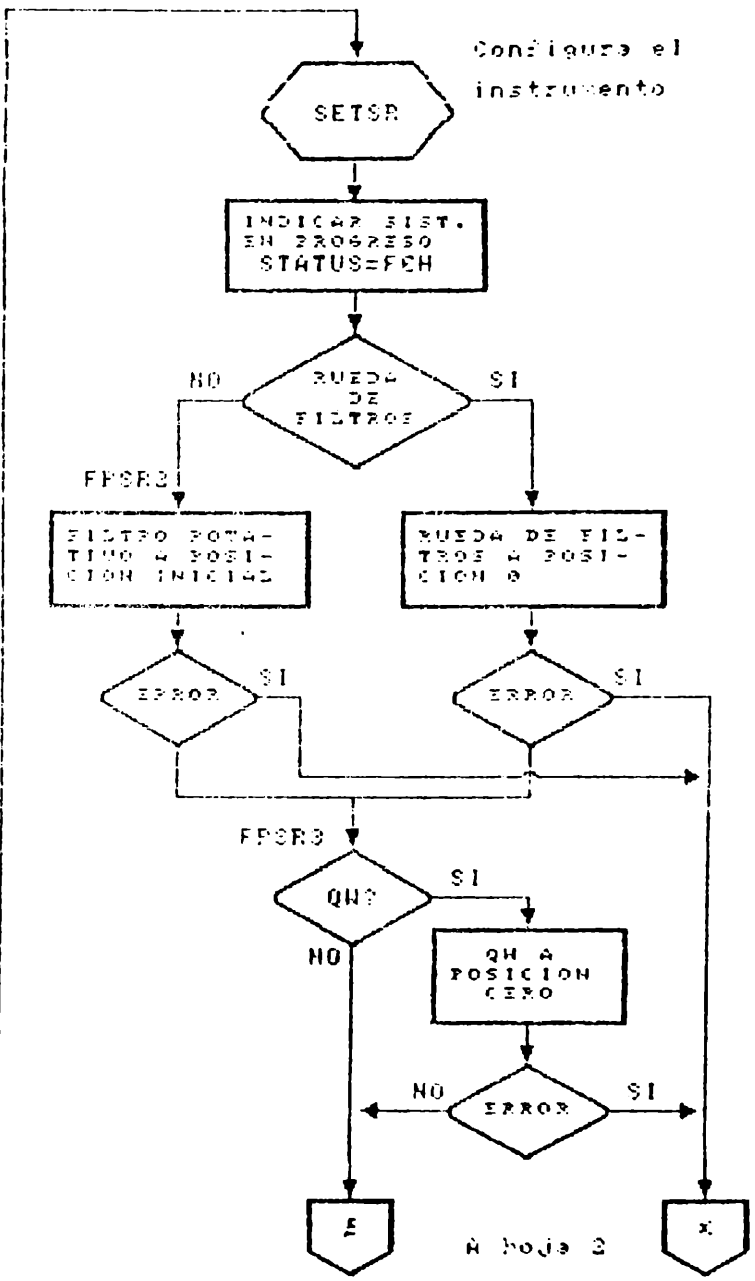 Configura el
instrumento
SETSR
INDICAR SIST.
EN PROGRESO
STATUS=FCH
NO
RUEDA
DE
FILTROS
SI
FPSR2
FILTRO ROTA-
TIVO A POSI-
CION INICIAL
RUEDA DE FIL-
TROS A POSI-
CION 0
ERROR
SI
ERROR
SI
FPSR3
QW?
SI
NO
QW A
POSICION
CERO
NO
ERROR
SI
A hoja 2